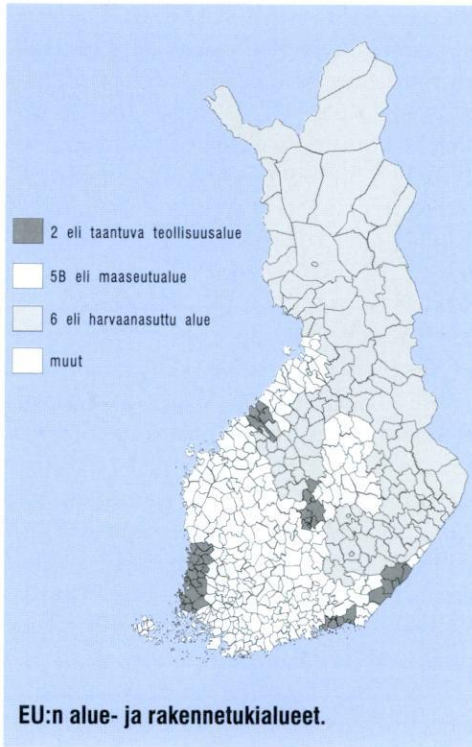 2 eli taantuva teollisuusalue
5B eli maaseutualue
6 eli harvaanasuttu alue
muut
EU:n alue- ja rakennetukialueet.